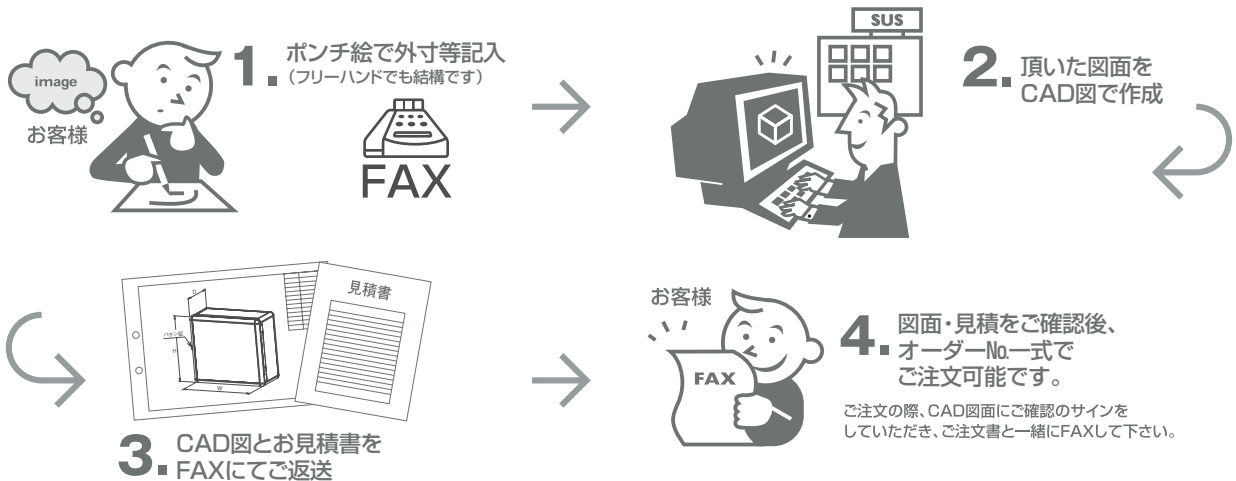 image
お客様
1. ポンチ絵で外寸等記入
(フリーハンドでも結構です)
FAX
SUS
2. 頂いた図面を
CAD図で作成
D
パチン錠
H
W
見積書
3. CAD図とお見積書を
FAXにてご返送
お客様
FAX
4. 図面・見積をご確認後、
オーダー№一式で
ご注文可能です。
ご注文の際、CAD図面にご確認のサインを
していただき、ご注文書と一緒にFAXして下さい。